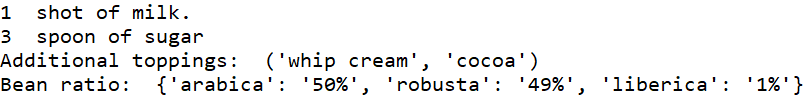 1  shot of milk.
3  spoon of sugar
Additional toppings:  ('whip cream', 'cocoa')
Bean ratio:  {'arabica': '50%', 'robusta': '49%', 'liberica': '1%'}